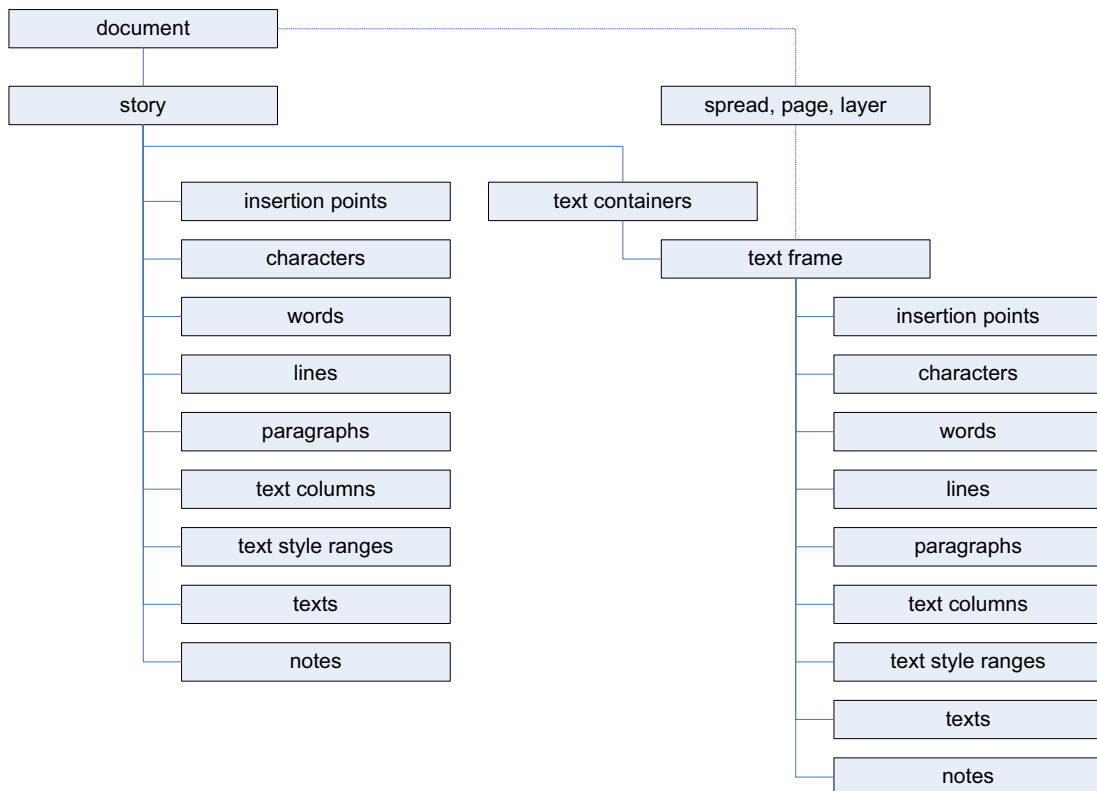 document
story
spread, page, layer
insertion points
text containers
characters
text frame
words
insertion points
lines
characters
paragraphs
words
text columns
lines
text style ranges
paragraphs
texts
text columns
notes
text style ranges
texts
notes